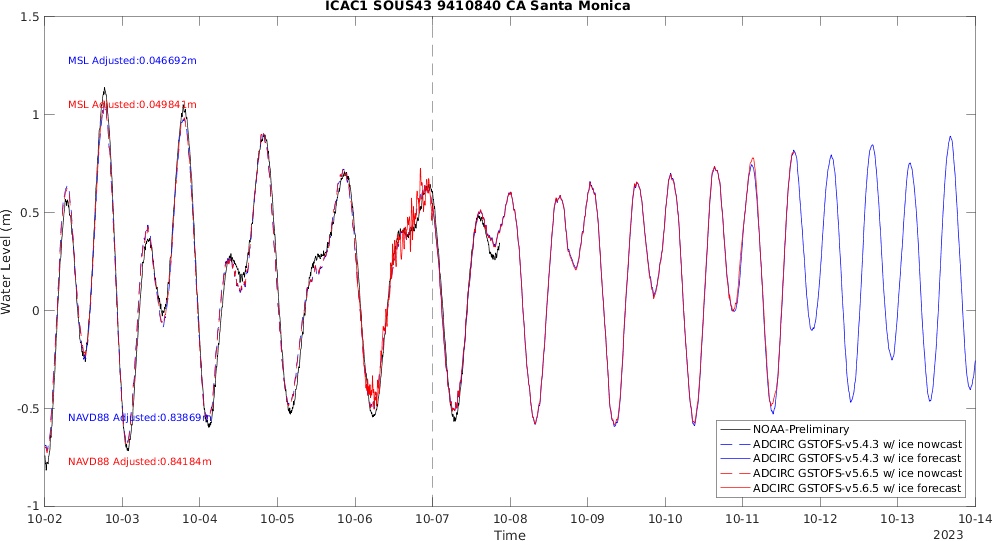 ICAC1 SOUS43 9410840 CA Santa Monica
1.5
1
0.5
0
-0.5
-1
Water Level (m)
MSL Adjusted:0.046692m
MSL Adjusted:0.049841m
NAVD88 Adjusted:0.83869m
NAVD88 Adjusted:0.84184m
NOAA-Preliminary
ADCIRC GSTOFS-v5.4.3 w/ ice nowcast
ADCIRC GSTOFS-v5.4.3 w/ ice forecast
ADCIRC GSTOFS-v5.6.5 w/ ice nowcast
ADCIRC GSTOFS-v5.6.5 w/ ice forecast
10-02 10-03 10-04 10-05 10-06 10-07 10-08 10-09 10-10 10-11 10-12 10-13 10-14
Time
2023